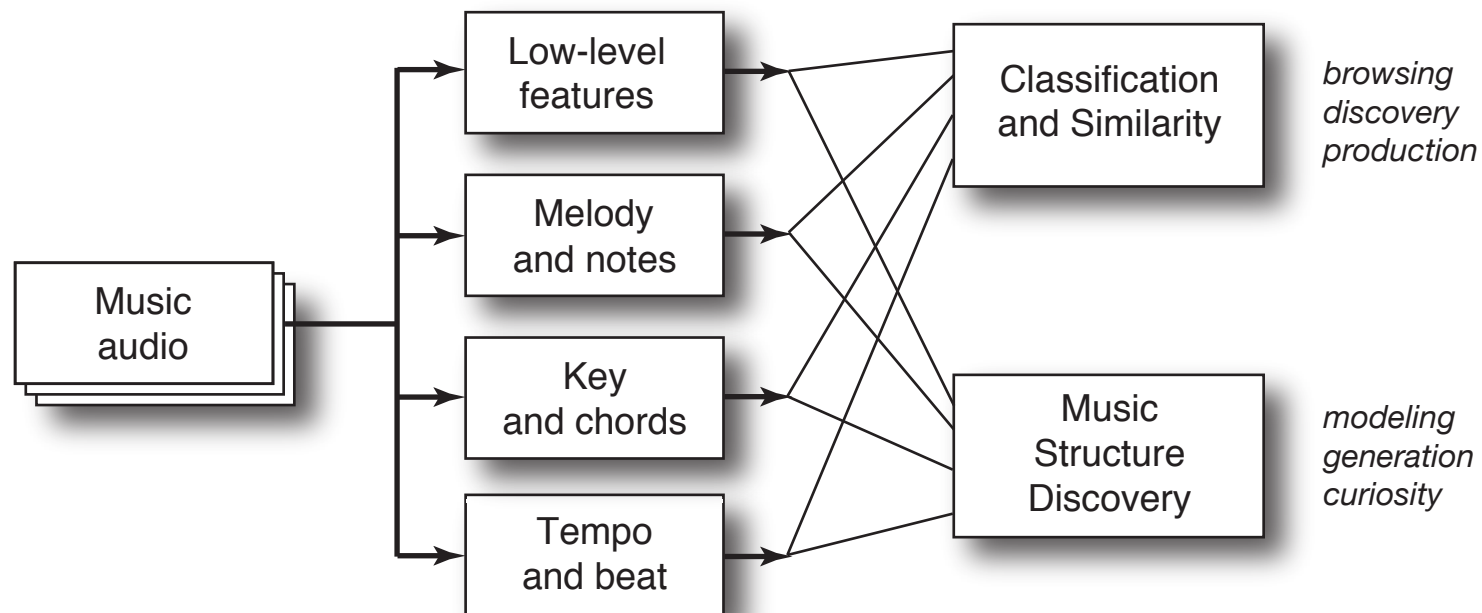 Music
audio
Low-level
features
Melody
and notes
Key
and chords
Tempo
and beat
Classification
and Similarity
browsing
discovery
production
Music
Structure
Discovery
modeling
generation
curiosity